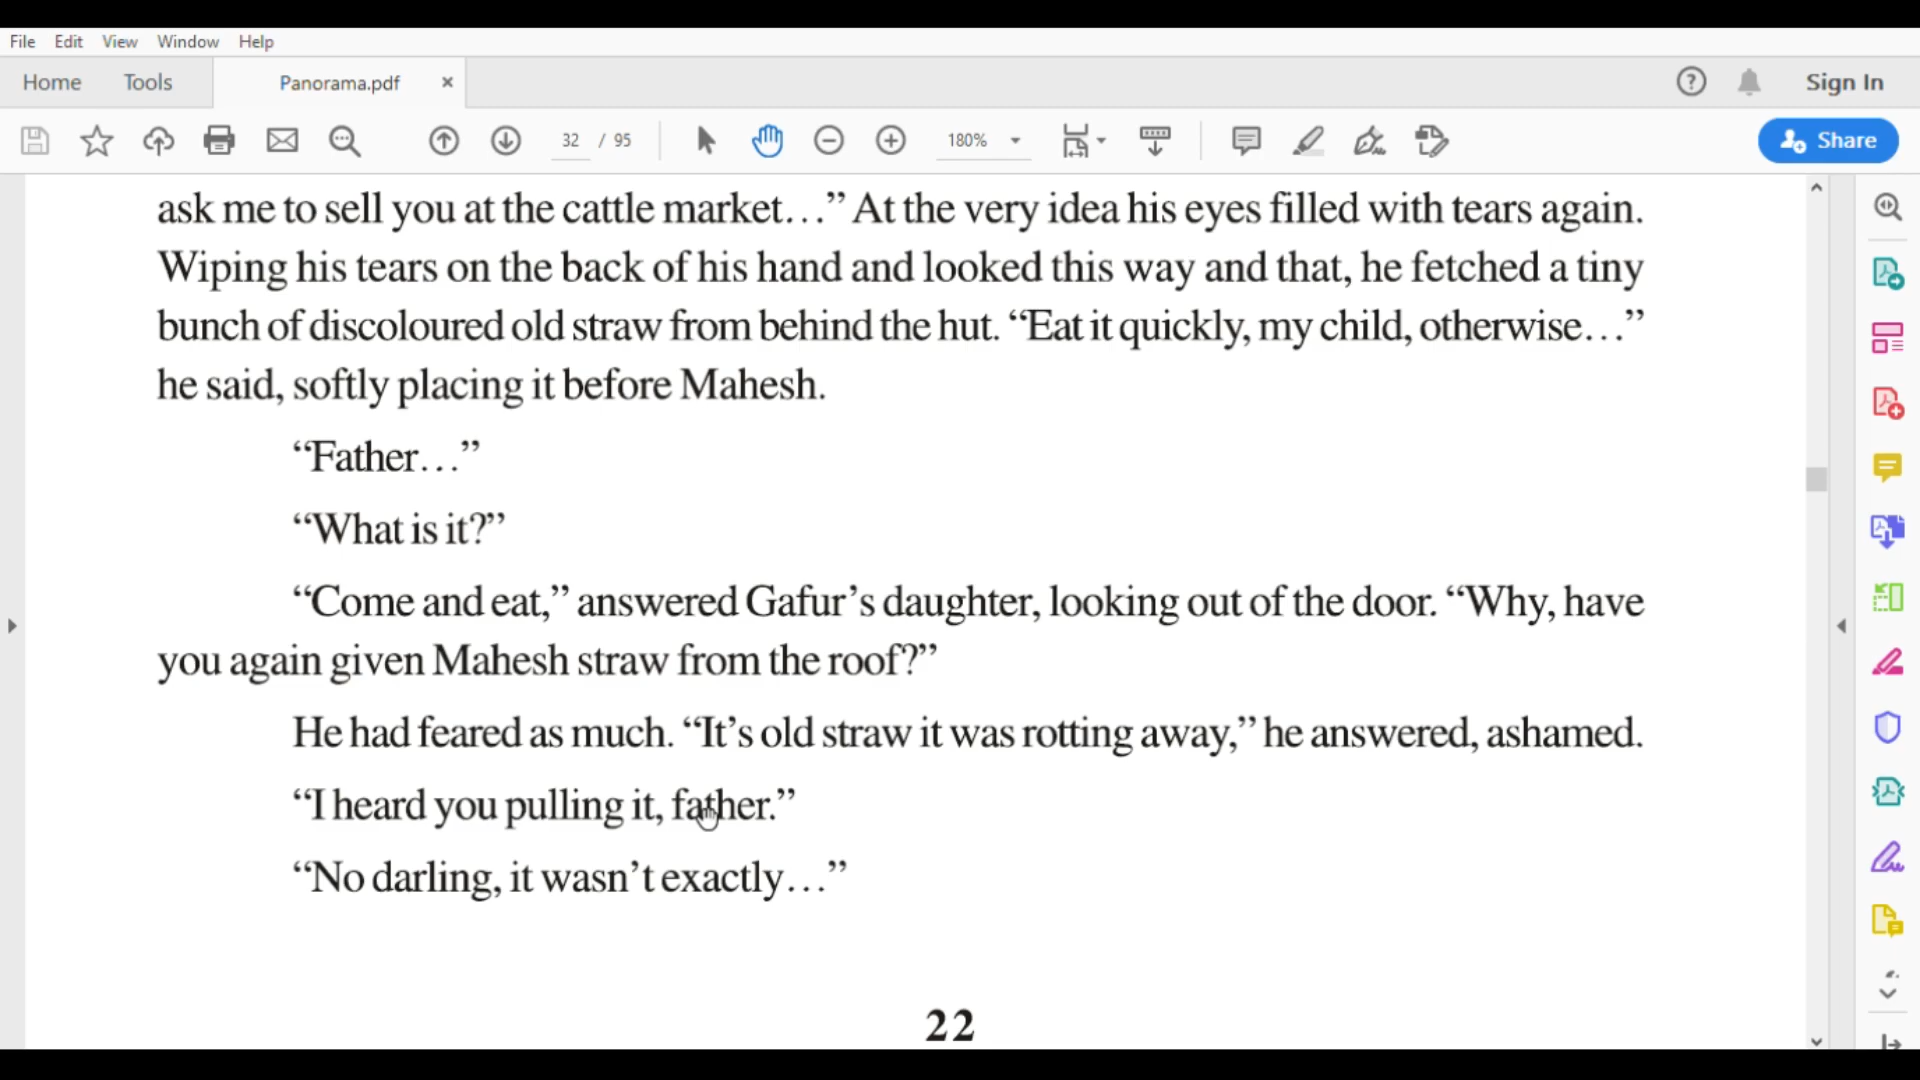 File Edit View Window Help
Home Tools Panorama.pdf × Sign In
32 / 95 180% Share
ask me to sell you at the cattle market…” At the very idea his eyes filled with tears again.
Wiping his tears on the back of his hand and looked this way and that, he fetched a tiny
bunch of discoloured old straw from behind the hut. “Eat it quickly, my child, otherwise…”
he said, softly placing it before Mahesh.
“Father…”
“What is it?”
“Come and eat,” answered Gafur’s daughter, looking out of the door. “Why, have
you again given Mahesh straw from the roof?”
He had feared as much. “It’s old straw it was rotting away,” he answered, ashamed.
“I heard you pulling it, father.”
“No darling, it wasn’t exactly…”
22